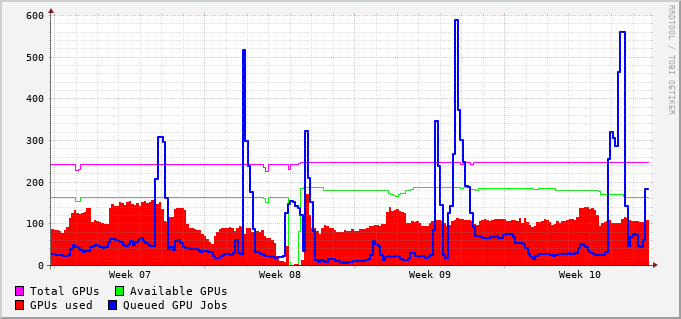 600
500
400
300
200
100
0
Week 07 Week 08 Week 09 Week 10
Total GPUs Available GPUs
GPUs used Queued GPU Jobs
RRDTOOL / TOBI OETIKER